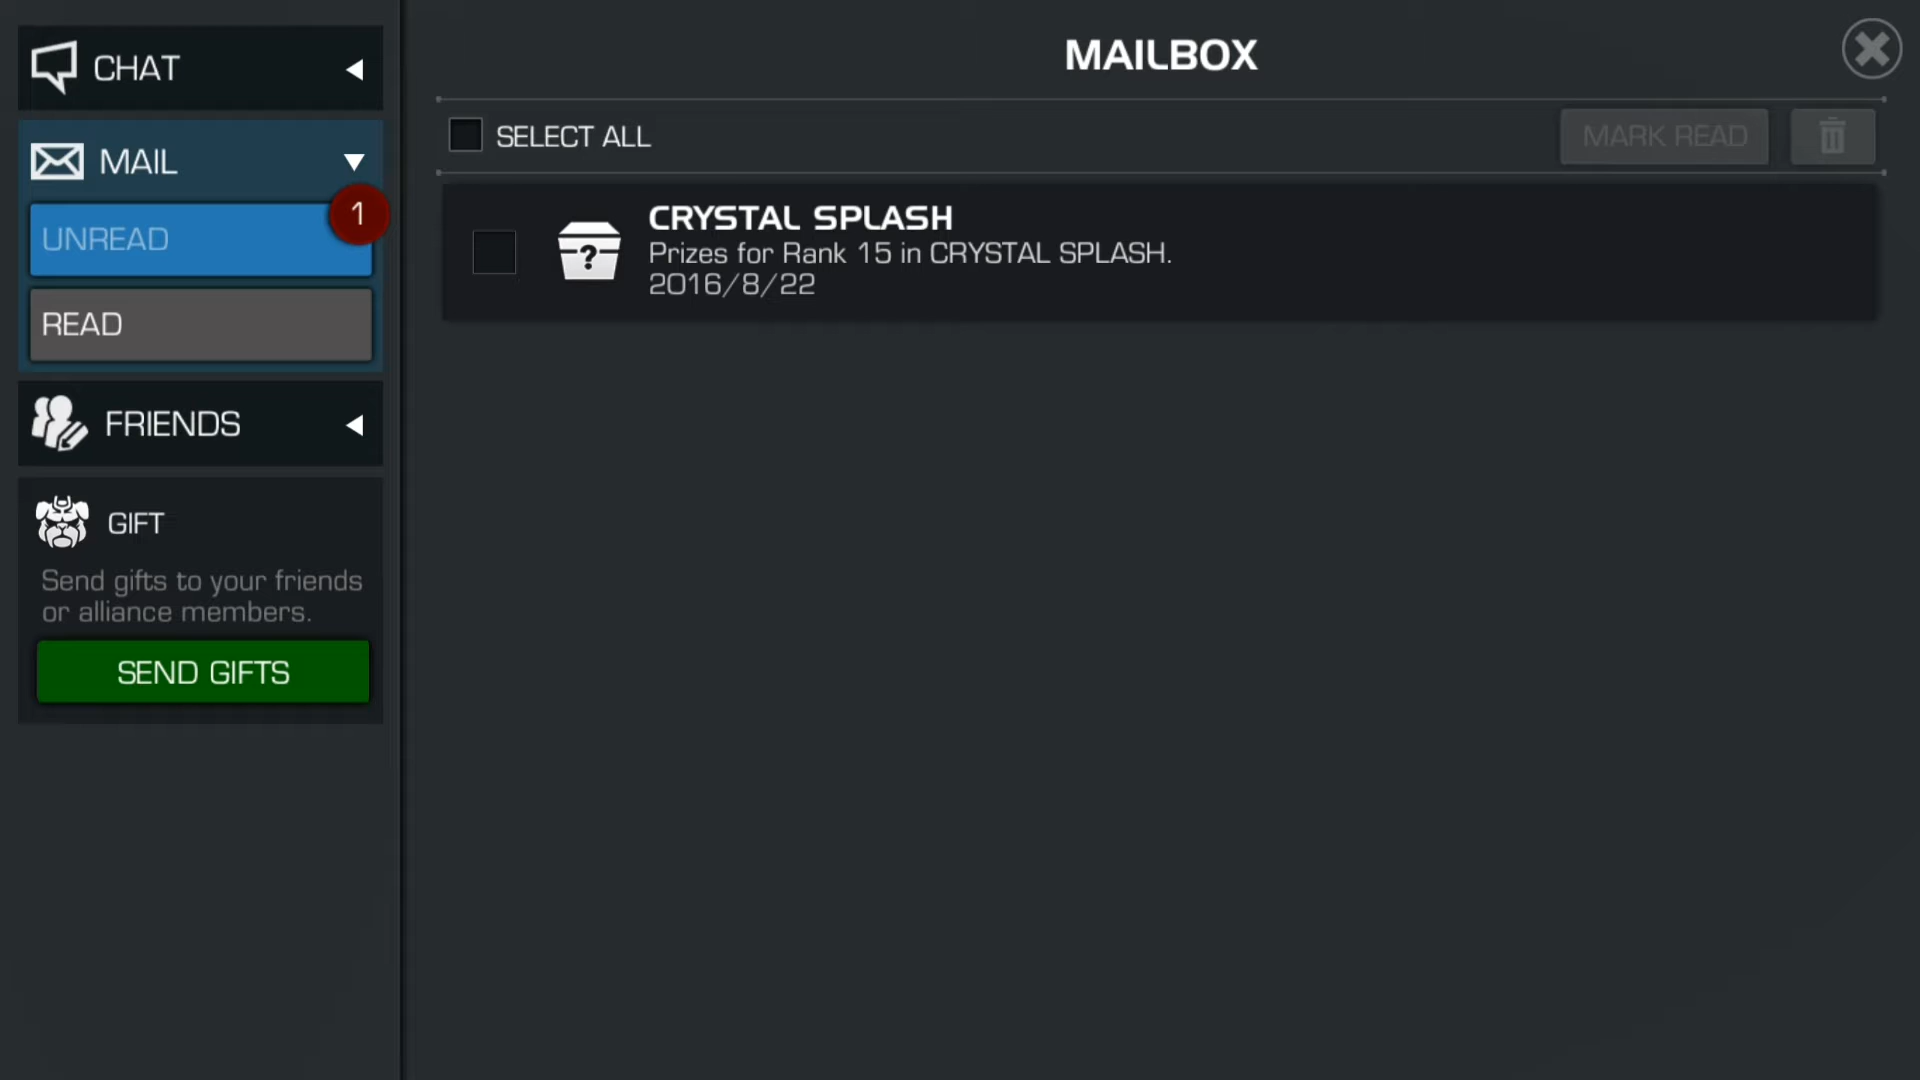 CHAT
MAIL
1
UNREAD
READ
FRIENDS
GIFT
Send gifts to your friends
or alliance members.
SEND GIFTS
MAILBOX
SELECT ALL
MARK READ
CRYSTAL SPLASH
Prizes for Rank 15 in CRYSTAL SPLASH.
2016/8/22
?